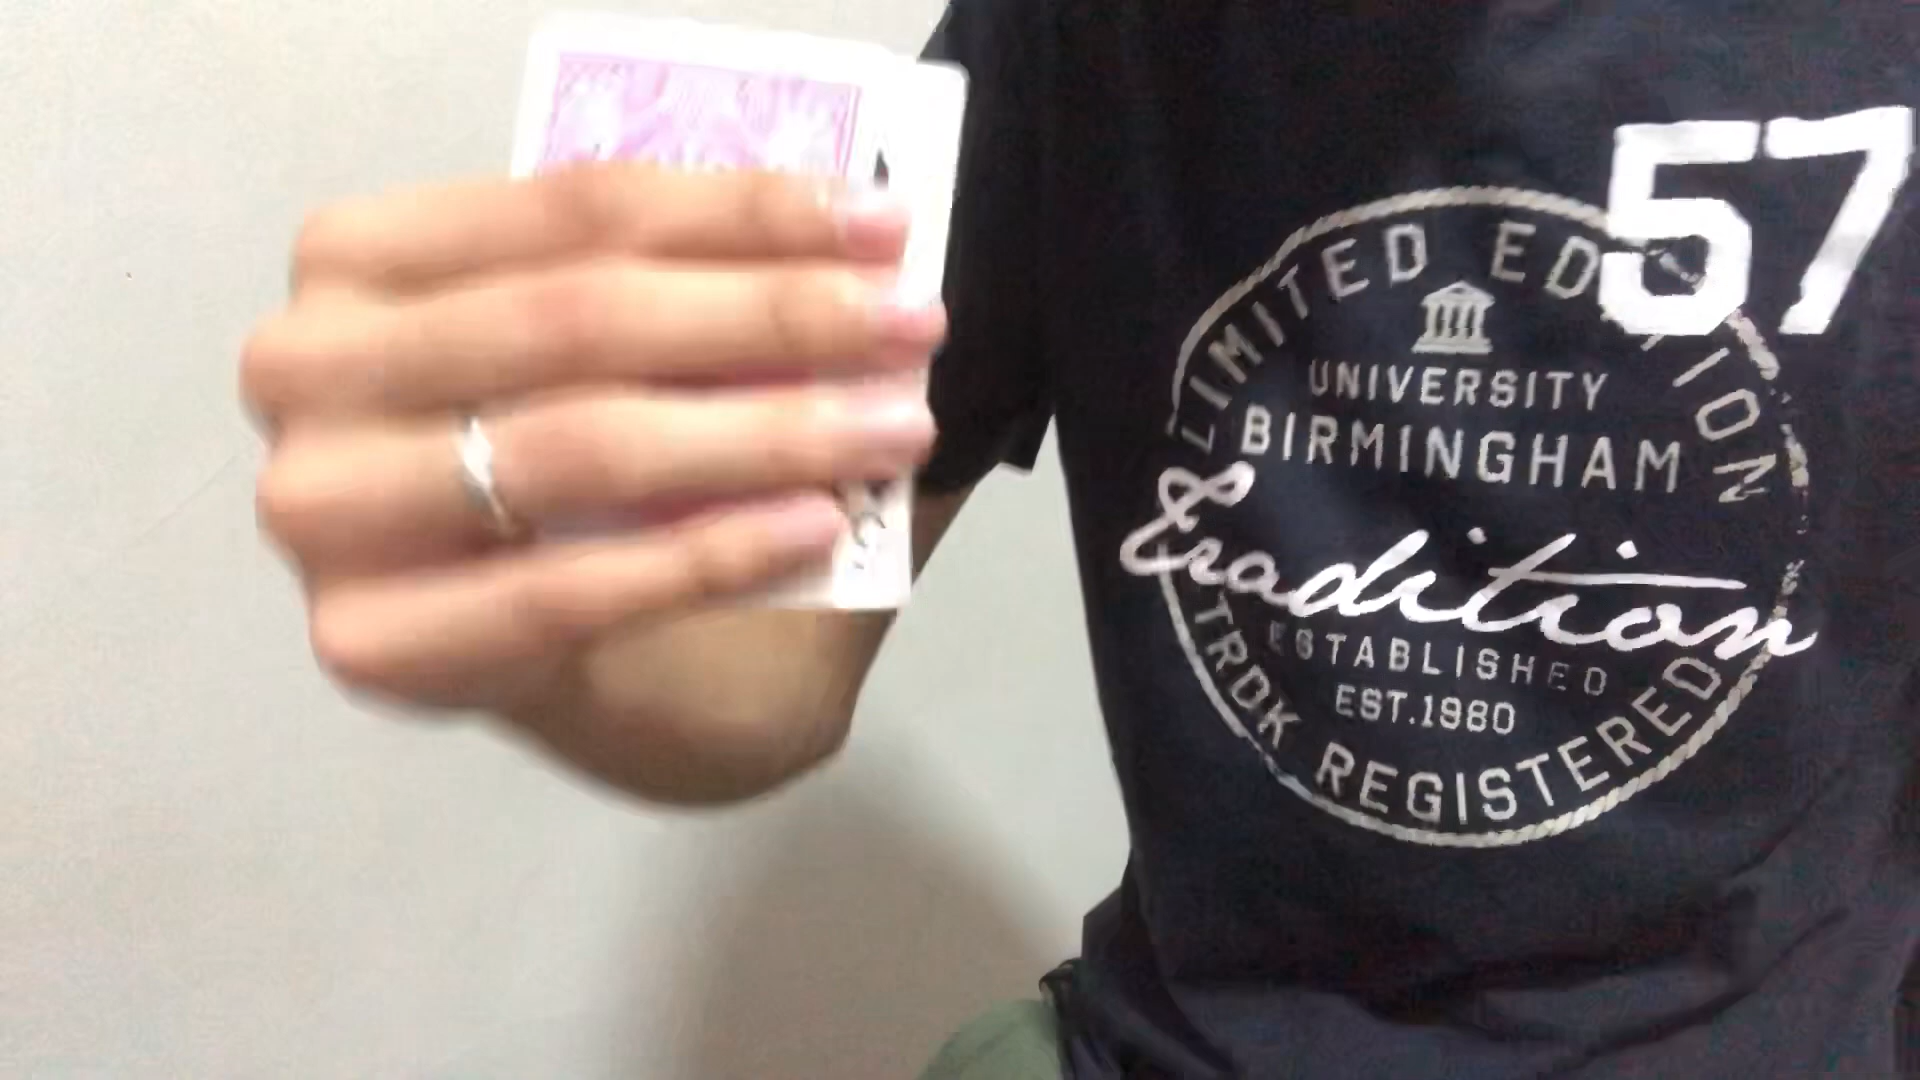 57
LIMITED EDITION
UNIVERSITY
BIRMINGHAM
&
Tradition
ESTABLISHED
EST.1980
TRDK REGISTERED